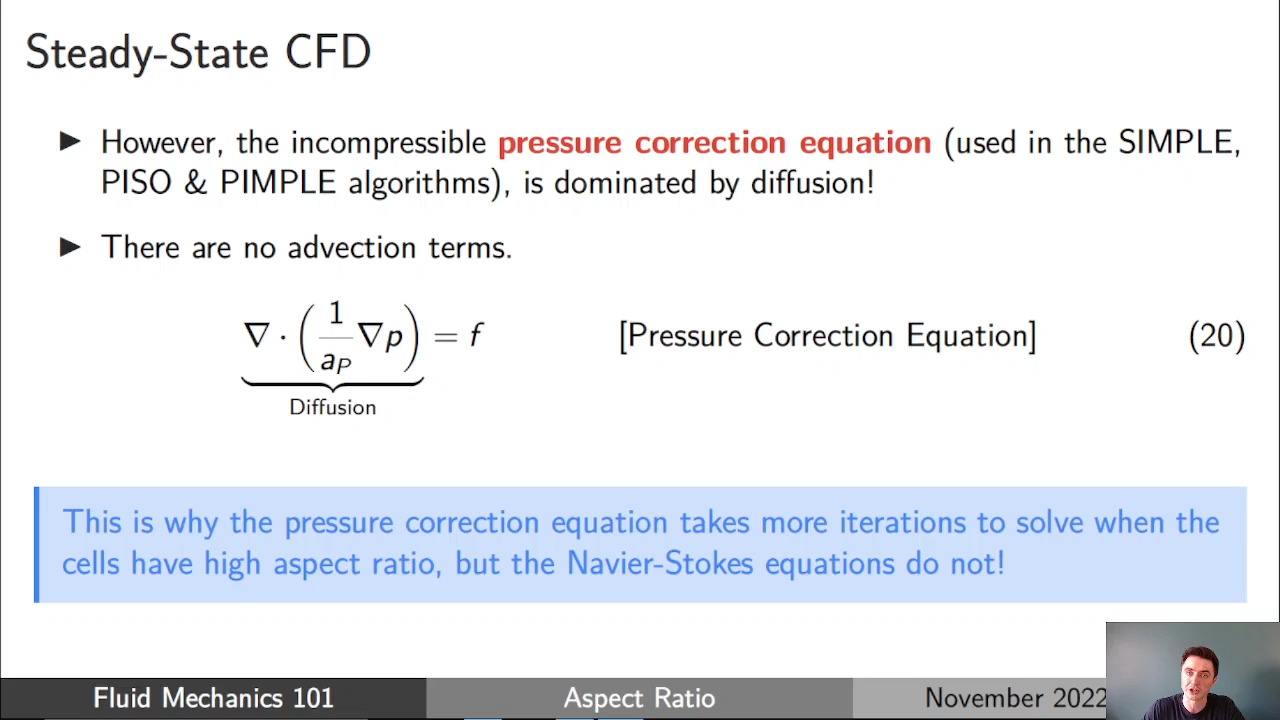 Steady-State CFD
▶ However, the incompressible pressure correction equation (used in the SIMPLE,
PISO & PIMPLE algorithms), is dominated by diffusion!
▶ There are no advection terms.
∇ · (1/a_P ∇p) = f [Pressure Correction Equation] (20)
Diffusion
This is why the pressure correction equation takes more iterations to solve when the
cells have high aspect ratio, but the Navier-Stokes equations do not!
Fluid Mechanics 101 Aspect Ratio November 2022